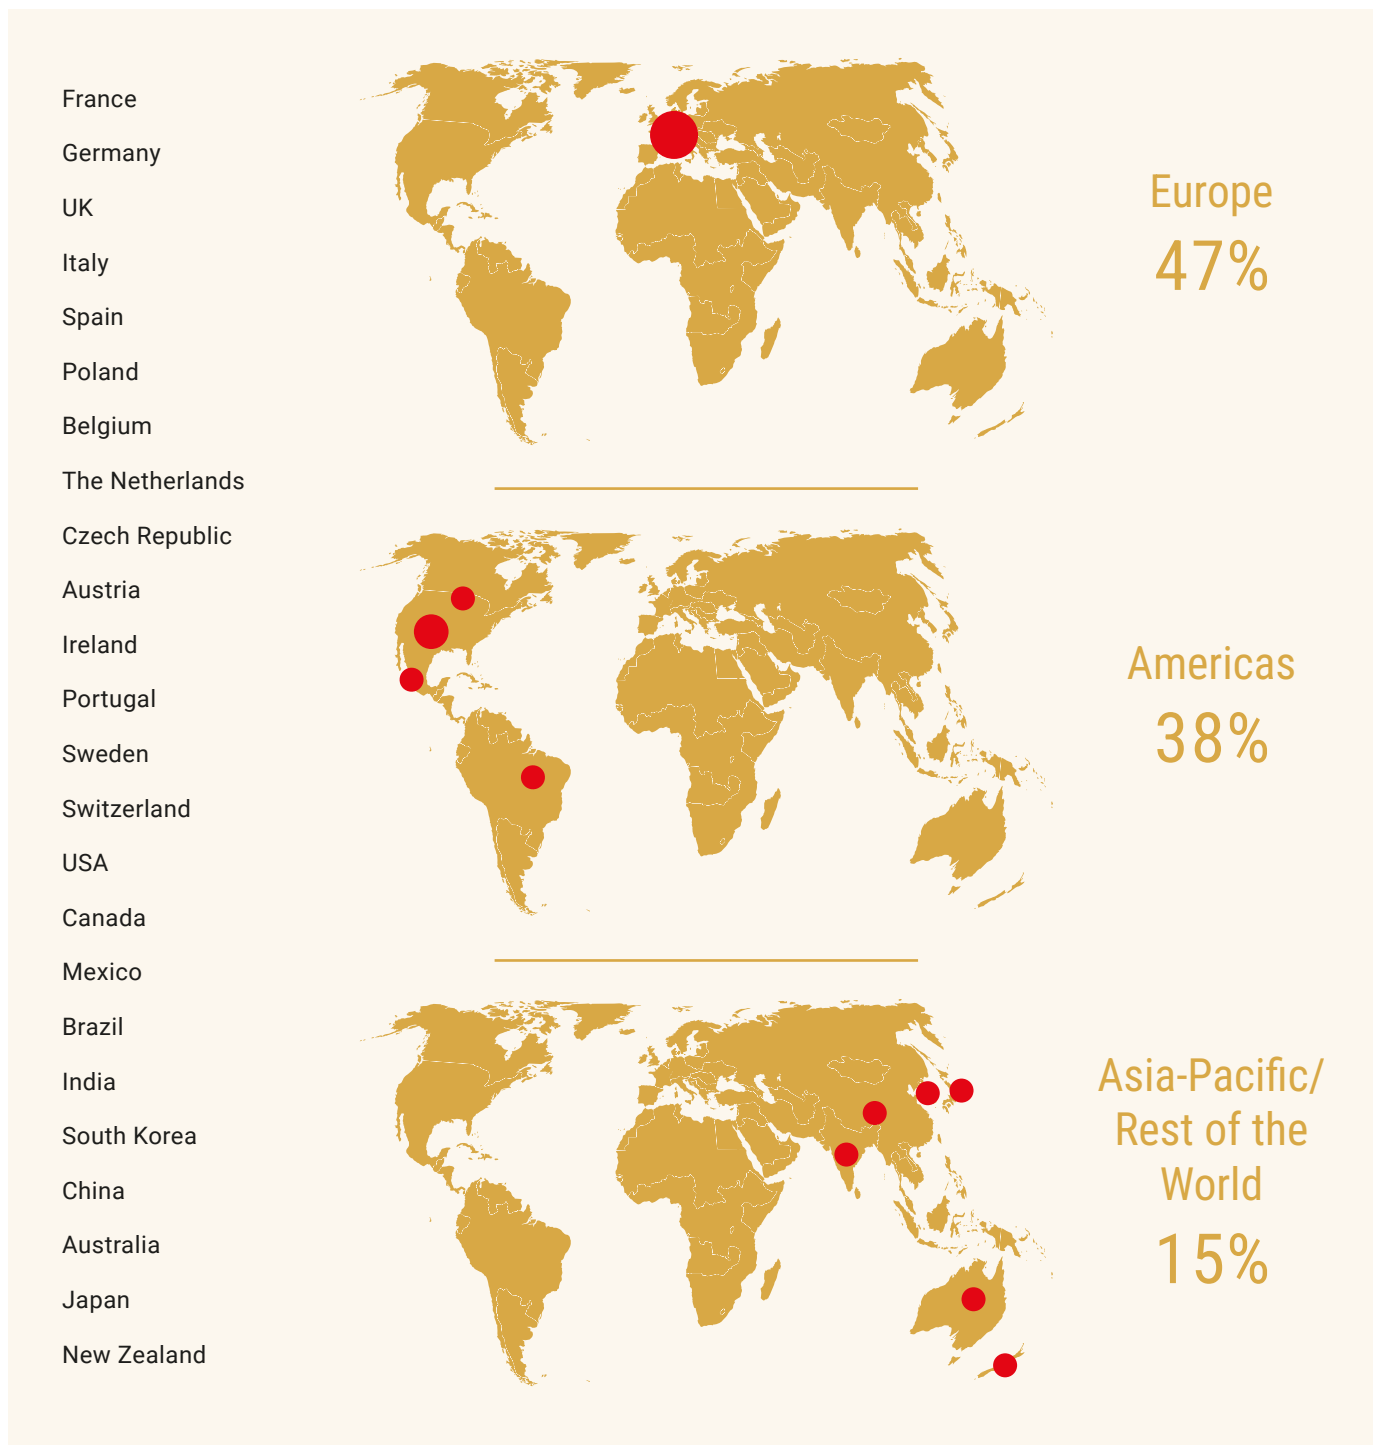 France
Germany
UK
Italy
Spain
Poland
Belgium
The Netherlands
Czech Republic
Austria
Ireland
Portugal
Sweden
Switzerland
USA
Canada
Mexico
Brazil
India
South Korea
China
Australia
Japan
New Zealand
Europe
47%
Americas
38%
Asia-Pacific/
Rest of the
World
15%